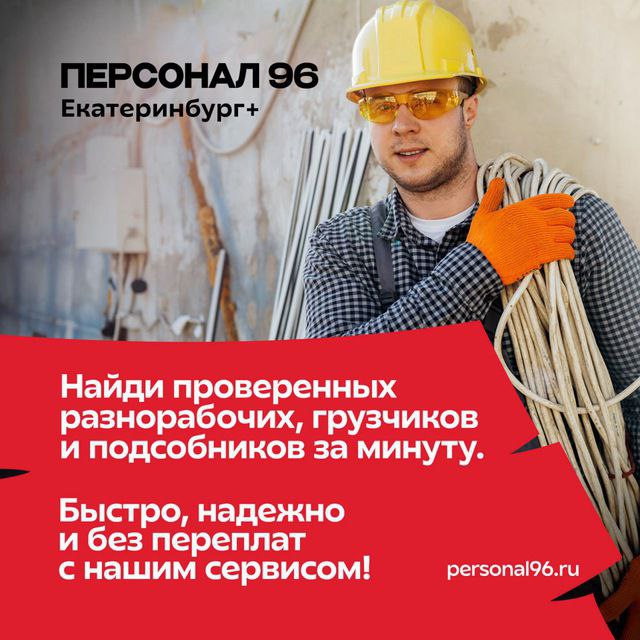 ПЕРСОНАЛ 96
Екатеринбург+
Найди проверенных
разнорабочих, грузчиков
и подсобников за минуту.
Быстро, надежно
и без переплат
с нашим сервисом!
personal96.ru